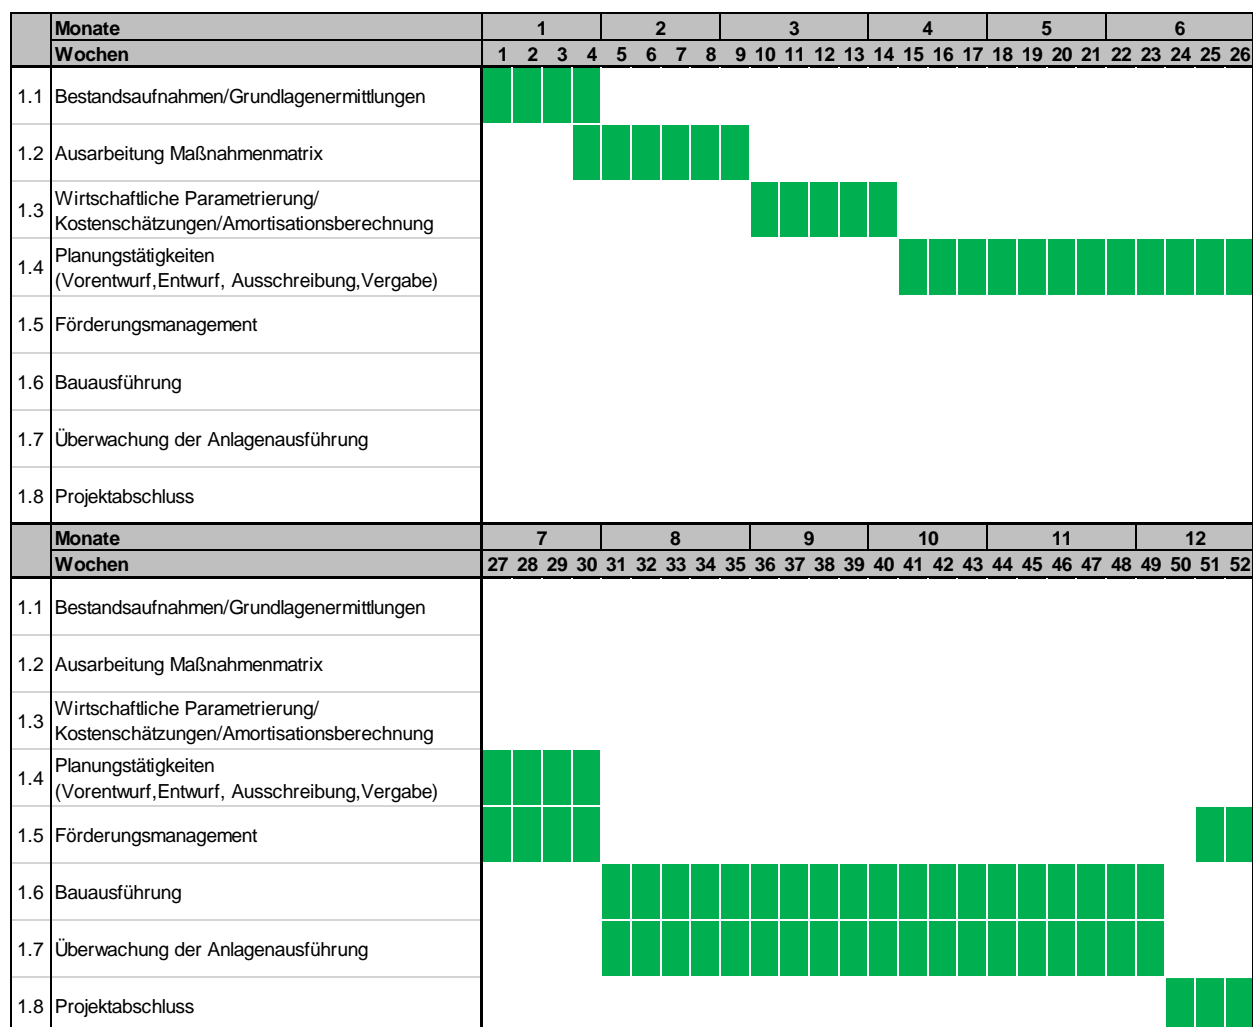 Monate 1 2 3 4 5 6
Wochen 1 2 3 4 5 6 7 8 9 10 11 12 13 14 15 16 17 18 19 20 21 22 23 24 25 26
1.1 Bestandsaufnahmen/Grundlagenermittlungen
1.2 Ausarbeitung Maßnahmenmatrix
1.3 Wirtschaftliche Parametrierung/
Kostenschätzungen/Amortisationsberechnung
1.4 Planungstätigkeiten
(Vorentwurf,Entwurf, Ausschreibung,Vergabe)
1.5 Förderungsmanagement
1.6 Bauausführung
1.7 Überwachung der Anlagenausführung
1.8 Projektabschluss
Monate 7 8 9 10 11 12
Wochen 27 28 29 30 31 32 33 34 35 36 37 38 39 40 41 42 43 44 45 46 47 48 49 50 51 52
1.1 Bestandsaufnahmen/Grundlagenermittlungen
1.2 Ausarbeitung Maßnahmenmatrix
1.3 Wirtschaftliche Parametrierung/
Kostenschätzungen/Amortisationsberechnung
1.4 Planungstätigkeiten
(Vorentwurf,Entwurf, Ausschreibung,Vergabe)
1.5 Förderungsmanagement
1.6 Bauausführung
1.7 Überwachung der Anlagenausführung
1.8 Projektabschluss